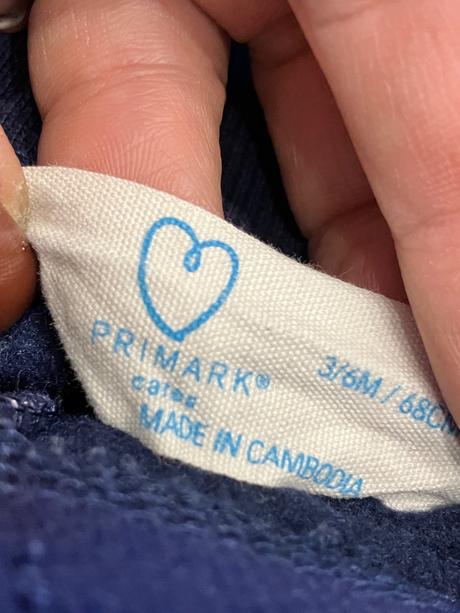 PRIMARK®
cares
3/6M / 68CM
MADE IN CAMBODIA